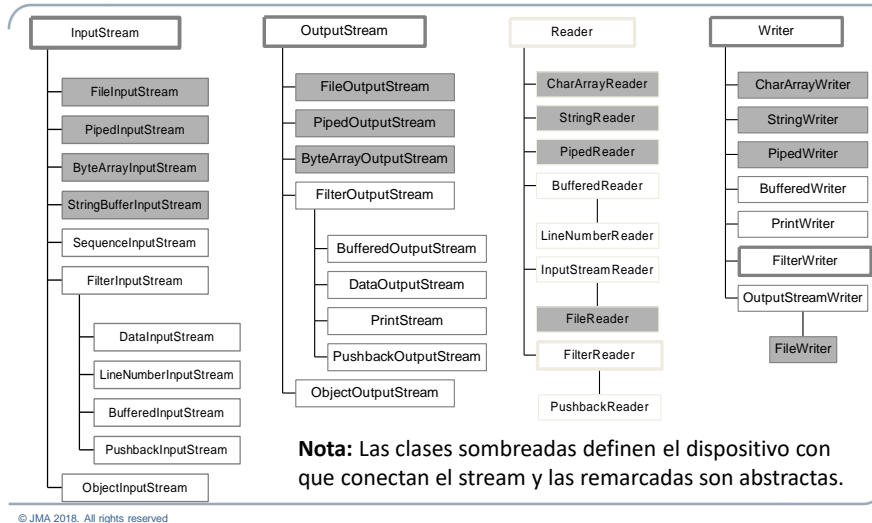 InputStream
FileInputStream
PipedInputStream
ByteArrayInputStream
StringBufferInputStream
SequenceInputStream
FilterInputStream
DataInputStream
LineNumberInputStream
BufferedInputStream
PushbackInputStream
ObjectInputStream
OutputStream
FileOutputStream
PipedOutputStream
ByteArrayOutputStream
FilterOutputStream
BufferedOutputStream
DataOutputStream
PrintStream
PushbackOutputStream
ObjectOutputStream
Reader
CharArrayReader
StringReader
PipedReader
BufferedReader
LineNumberReader
InputStreamReader
FileReader
FilterReader
PushbackReader
Writer
CharArrayWriter
StringWriter
PipedWriter
BufferedWriter
PrintWriter
FilterWriter
OutputStreamWriter
FileWriter
Nota: Las clases sombreadas definen el dispositivo con
que conectan el stream y las remarcadas son abstractas.
© JMA 2018. All rights reserved